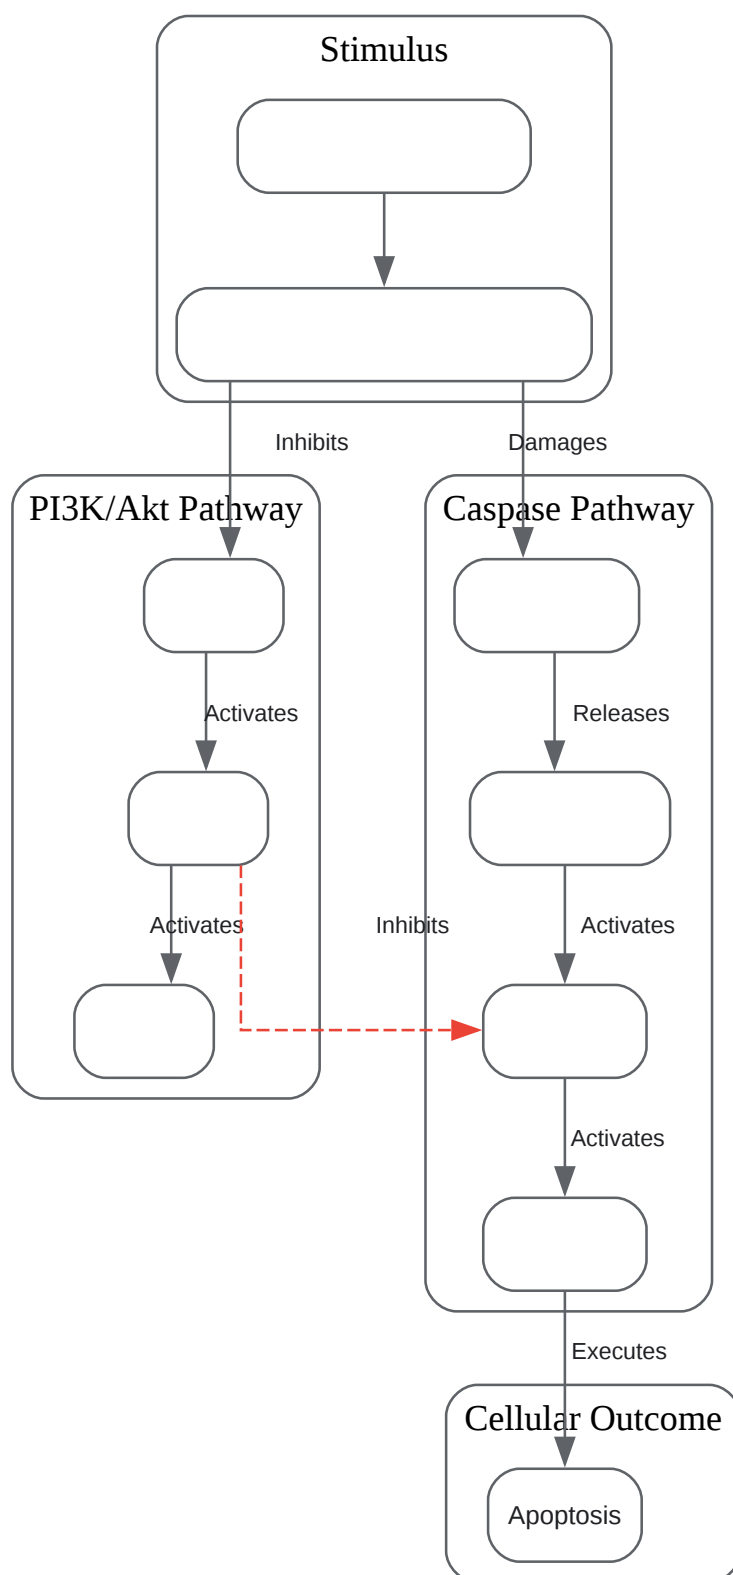 Stimulus
Inhibits
Damages
PI3K/Akt Pathway
Caspase Pathway
Activates
Releases
Activates
Inhibits
Activates
Activates
Executes
Cellular Outcome
Apoptosis